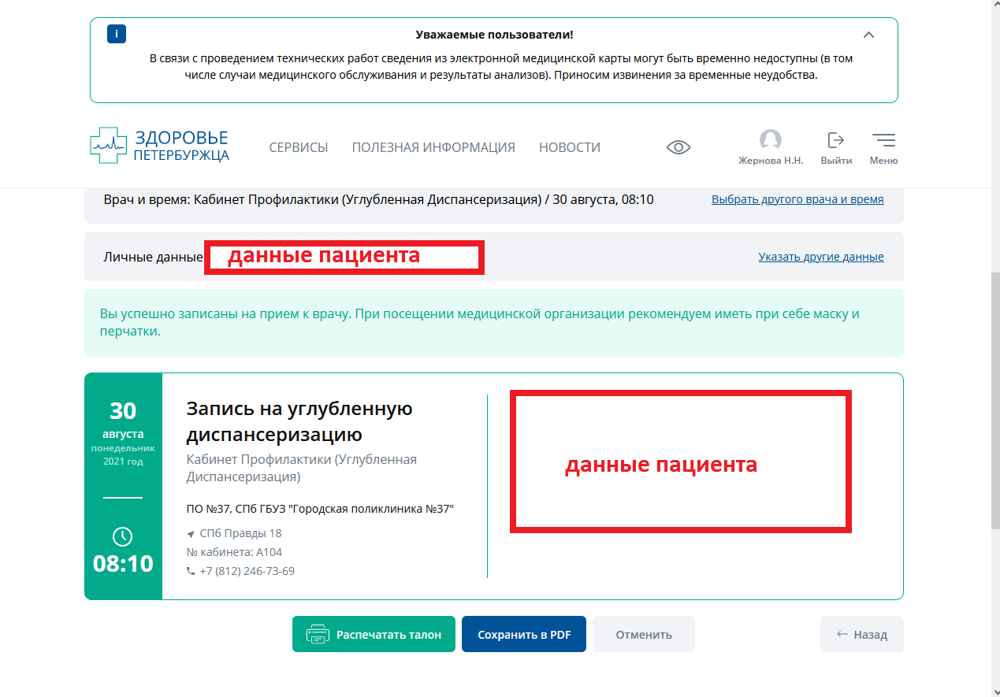 i
Уважаемые пользователи!
В связи с проведением технических работ сведения из электронной медицинской карты могут быть временно недоступны (в том
числе случаи медицинского обслуживания и результаты анализов). Приносим извинения за временные неудобства.
ЗДОРОВЬЕ
ПЕТЕРБУРЖЦА
СЕРВИСЫ ПОЛЕЗНАЯ ИНФОРМАЦИЯ НОВОСТИ
Жернова Н.Н. Выйти Меню
Врач и время: Кабинет Профилактики (Углубленная Диспансеризация) / 30 августа, 08:10 Выбрать другого врача и время
Личные данные данные пациента Указать другие данные
Вы успешно записаны на прием к врачу. При посещении медицинской организации рекомендуем иметь при себе маску и
перчатки.
30
августа
понедельник
2021 год
08:10
Запись на углубленную
диспансеризацию
Кабинет Профилактики (Углубленная
Диспансеризация)
ПО №37, СПб ГБУЗ "Городская поликлиника №37"
СПб Правды 18
№ кабинета: А104
+7 (812) 246-73-69
данные пациента
Распечатать талон Сохранить в PDF Отменить ← Назад